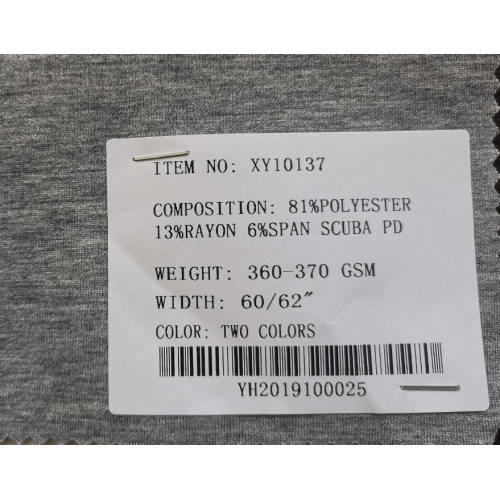 ITEM NO: XY10137
COMPOSITION: 81%POLYESTER
13%RAYON 6%SPAN SCUBA PD
WEIGHT: 360-370 GSM
WIDTH: 60/62"
COLOR: TWO COLORS
YH2019100025